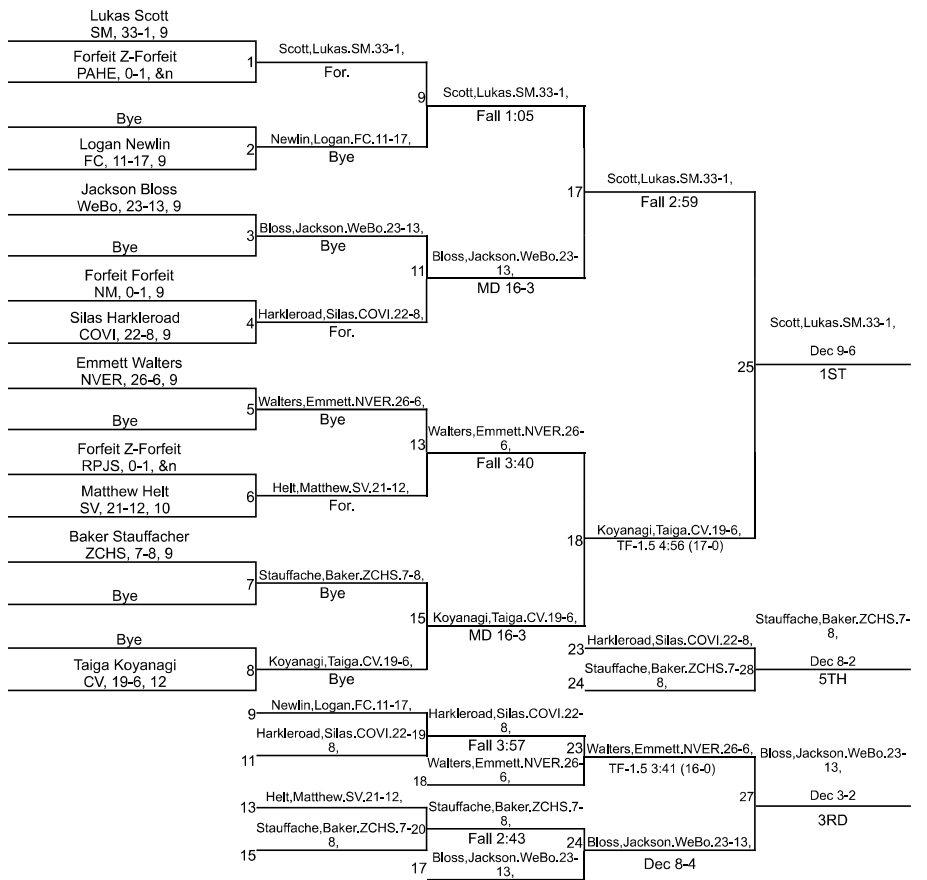 Lukas Scott
SM, 33-1, 9
Forfeit Z-Forfeit
PAHE, 0-1, &n
Bye
Logan Newlin
FC, 11-17, 9
Jackson Bloss
WeBo, 23-13, 9
Bye
Forfeit Forfeit
NM, 0-1, 9
Silas Harkleroad
COVI, 22-8, 9
Emmett Walters
NVER, 26-6, 9
Bye
Forfeit Z-Forfeit
RPJS, 0-1, &n
Matthew Helt
SV, 21-12, 10
Baker Stauffacher
ZCHS, 7-8, 9
Bye
Bye
Taiga Koyanagi
CV, 19-6, 12
1
Scott,Lukas.SM.33-1,
For.
2
Newlin,Logan.FC.11-17,
Bye
3
Bloss,Jackson.WeBo.23-13,
Bye
4
Harkleroad,Silas.COVI.22-8,
For.
5
Walters,Emmett.NVER.26-6,
Bye
6
Helt,Matthew.SV.21-12,
For.
7
Stauffache,Baker.ZCHS.7-8,
Bye
8
Koyanagi,Taiga.CV.19-6,
Bye
9
Scott,Lukas.SM.33-1,
Fall 1:05
11
Bloss,Jackson.WeBo.23-
13,
MD 16-3
13
Walters,Emmett.NVER.26-
6,
Fall 3:40
15
Koyanagi,Taiga.CV.19-6,
MD 16-3
17
Scott,Lukas.SM.33-1,
Fall 2:59
18
Koyanagi,Taiga.CV.19-6,
TF-1.5 4:56 (17-0)
25
Scott,Lukas.SM.33-1,
Dec 9-6
1ST
23
Harkleroad,Silas.COVI.22-8,
24
Stauffache,Baker.ZCHS.7-
8,
28
Stauffache,Baker.ZCHS.7-
8,
Dec 8-2
5TH
9
Newlin,Logan.FC.11-17,
11
Harkleroad,Silas.COVI.22-
8,
19
Harkleroad,Silas.COVI.22-
8,
Fall 3:57
18
Walters,Emmett.NVER.26-
6,
23
Walters,Emmett.NVER.26-6,
TF-1.5 3:41 (16-0)
13
Helt,Matthew.SV.21-12,
15
Stauffache,Baker.ZCHS.7-
8,
20
Stauffache,Baker.ZCHS.7-
8,
Fall 2:43
17
Bloss,Jackson.WeBo.23-
13,
24
Bloss,Jackson.WeBo.23-13,
Dec 8-4
27
Bloss,Jackson.WeBo.23-
13,
Dec 3-2
3RD